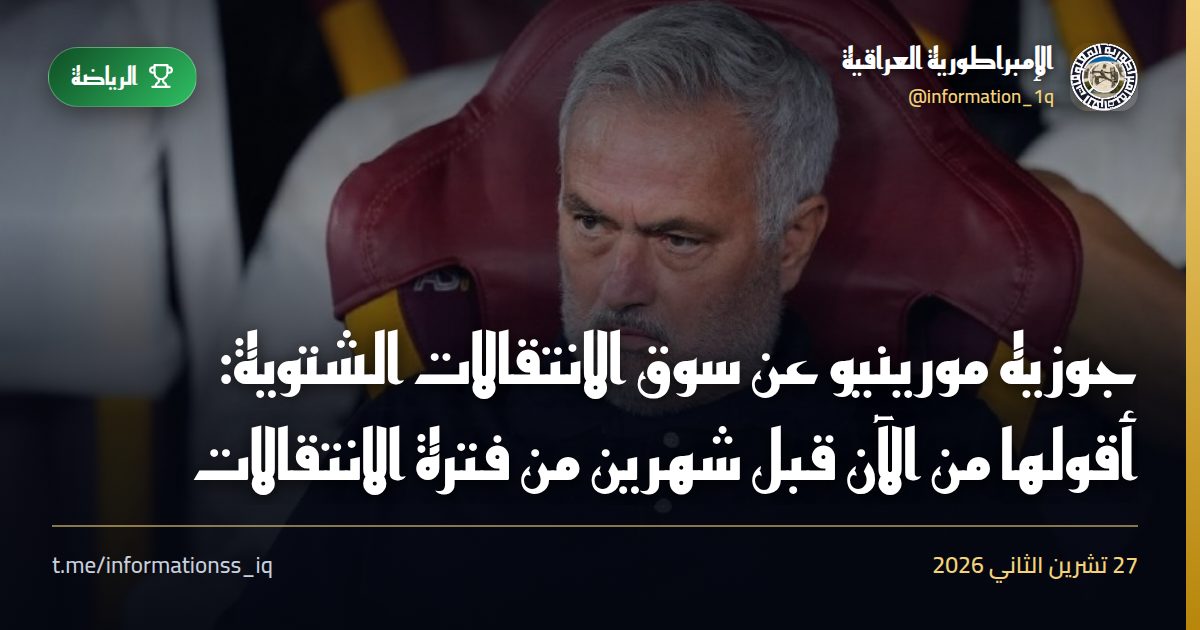 الإمبراطورية العراقية
@information_1q
الرياضة
جوزية مورينيو عن سوق الانتقالات الشتوية:
أقولها من الآن قبل شهرين من فترة الانتقالات
27 تشرين الثاني 2026
t.me/informationss_iq